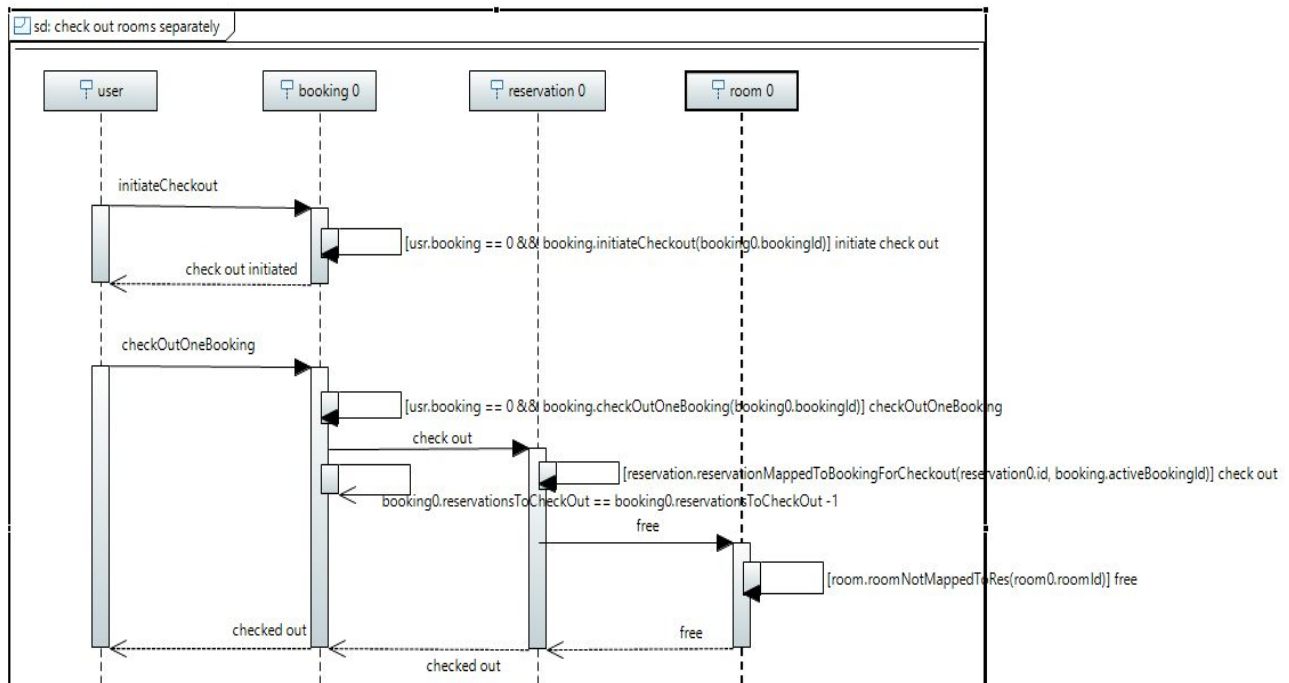 sd: check out rooms separately
user
booking 0
reservation 0
room 0
initiateCheckout
[usr.booking == 0 && booking.initiateCheckout(booking0.bookingId)] initiate check out
check out initiated
checkOutOneBooking
[usr.booking == 0 && booking.checkOutOneBooking(booking0.bookingId)] checkOutOneBooking
check out
[reservation.reservationMappedToBookingForCheckout(reservation0.id, booking.activeBookingId)] check out
booking0.reservationsToCheckOut == booking0.reservationsToCheckOut -1
free
[room.roomNotMappedToRes(room0.roomId)] free
checked out
free
checked out